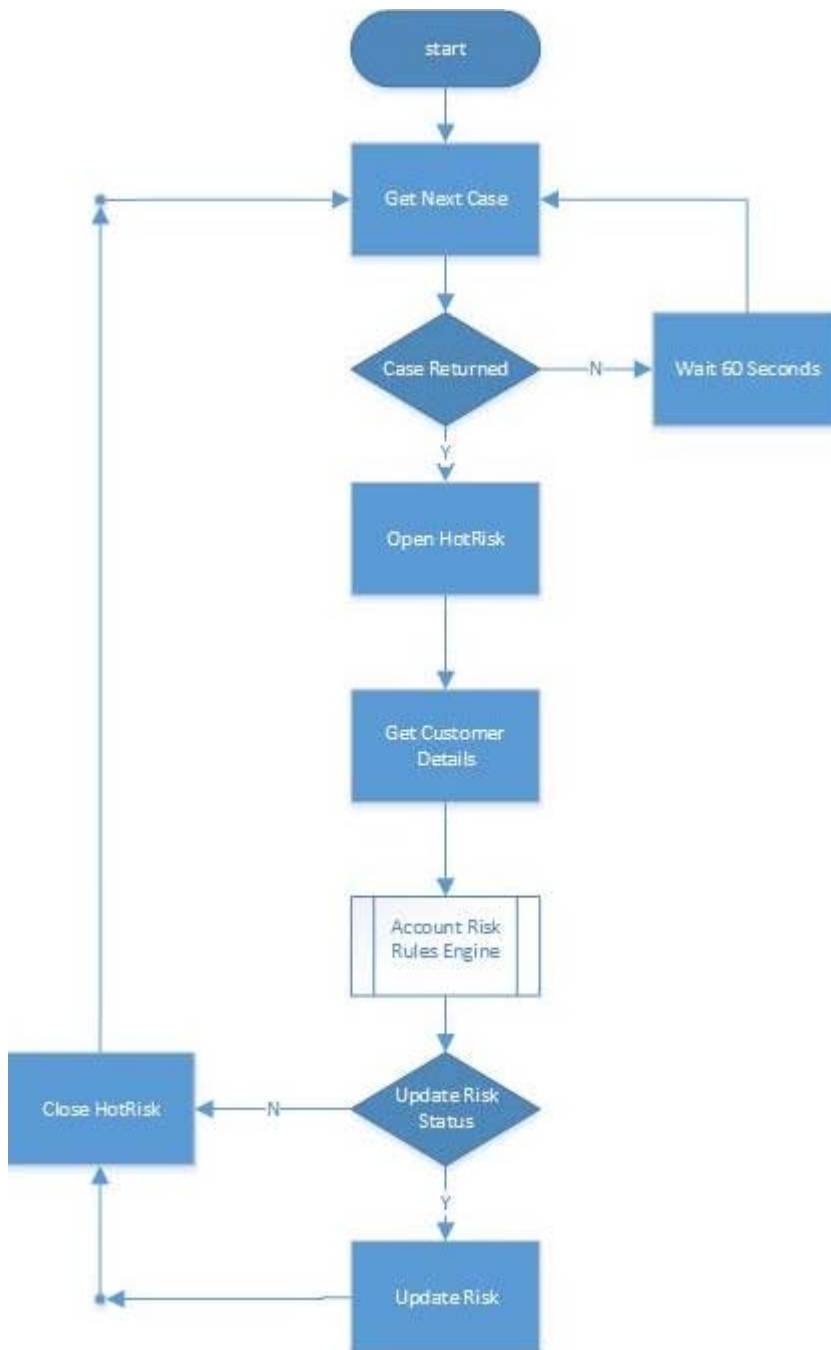 start
Get Next Case
Case Returned
N
Wait 60 Seconds
Y
Open HotRisk
Get Customer
Details
Account Risk
Rules Engine
Close HotRisk
N
Update Risk
Status
Y
Update Risk